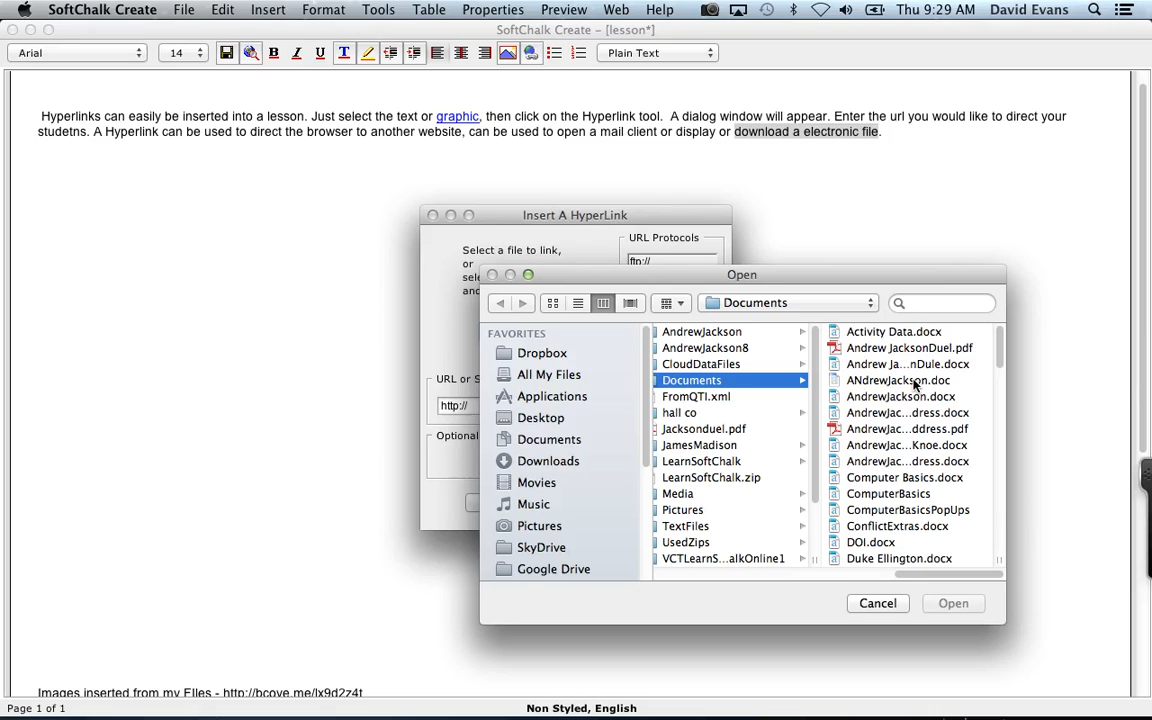 SoftChalk Create File Edit Insert Format Tools Table Properties Preview Web Help Thu 9:29 AM David Evans
SoftChalk Create – [lesson*]
Arial 14 B I U T Plain Text
Hyperlinks can easily be inserted into a lesson. Just select the text or graphic, then click on the Hyperlink tool. A dialog window will appear. Enter the url you would like to direct your
studetns. A Hyperlink can be used to direct the browser to another website, can be used to open a mail client or display or download a electronic file.
Insert A HyperLink
Select a file to link,
or
URL Protocols
ftp://
URL or S
http://
Optional
Open
Documents
FAVORITES
Dropbox
All My Files
Applications
Desktop
Documents
Downloads
Movies
Music
Pictures
SkyDrive
Google Drive
AndrewJackson
AndrewJackson8
CloudDataFiles
Documents
FromQTI.xml
hall co
Jacksonduel.pdf
JamesMadison
LearnSoftChalk
LearnSoftChalk.zip
Media
Pictures
TextFiles
UsedZips
VCTLearnS...alkOnline1
Activity Data.docx
Andrew JacksonDuel.pdf
Andrew Ja...nDule.docx
ANdrewJackson.doc
AndrewJackson.docx
AndrewJac...dress.docx
AndrewJac...ddress.pdf
AndrewJac...Knoe.docx
AndrewJac...dress.docx
Computer Basics.docx
ComputerBasics
ComputerBasicsPopUps
ConflictExtras.docx
DOI.docx
Duke Ellington.docx
Cancel Open
Images inserted from my FIles - http://bcove.me/lx9d2z4t
Page 1 of 1 Non Styled, English